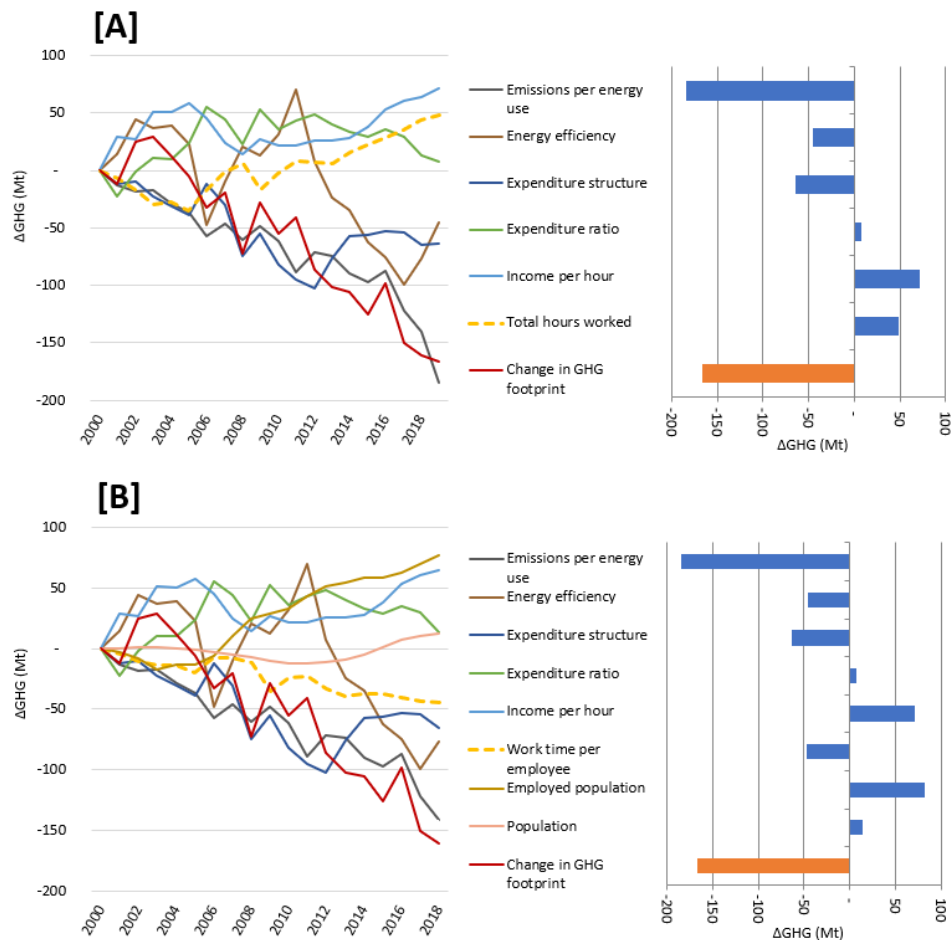 [A]
100
50
-
-50
-100
-150
-200
ΔGHG (Mt)
2000
2002
2004
2006
2008
2010
2012
2014
2016
2018
Emissions per energy
use
Energy efficiency
Expenditure structure
Expenditure ratio
Income per hour
Total hours worked
Change in GHG
footprint
-200
-150
-100
-50
-
50
100
ΔGHG (Mt)
[B]
100
50
-
-50
-100
-150
-200
ΔGHG (Mt)
2000
2002
2004
2006
2008
2010
2012
2014
2016
2018
Emissions per energy
use
Energy efficiency
Expenditure structure
Expenditure ratio
Income per hour
Work time per
employee
Employed population
Population
Change in GHG
footprint
-200
-150
-100
-50
-
50
100
ΔGHG (Mt)